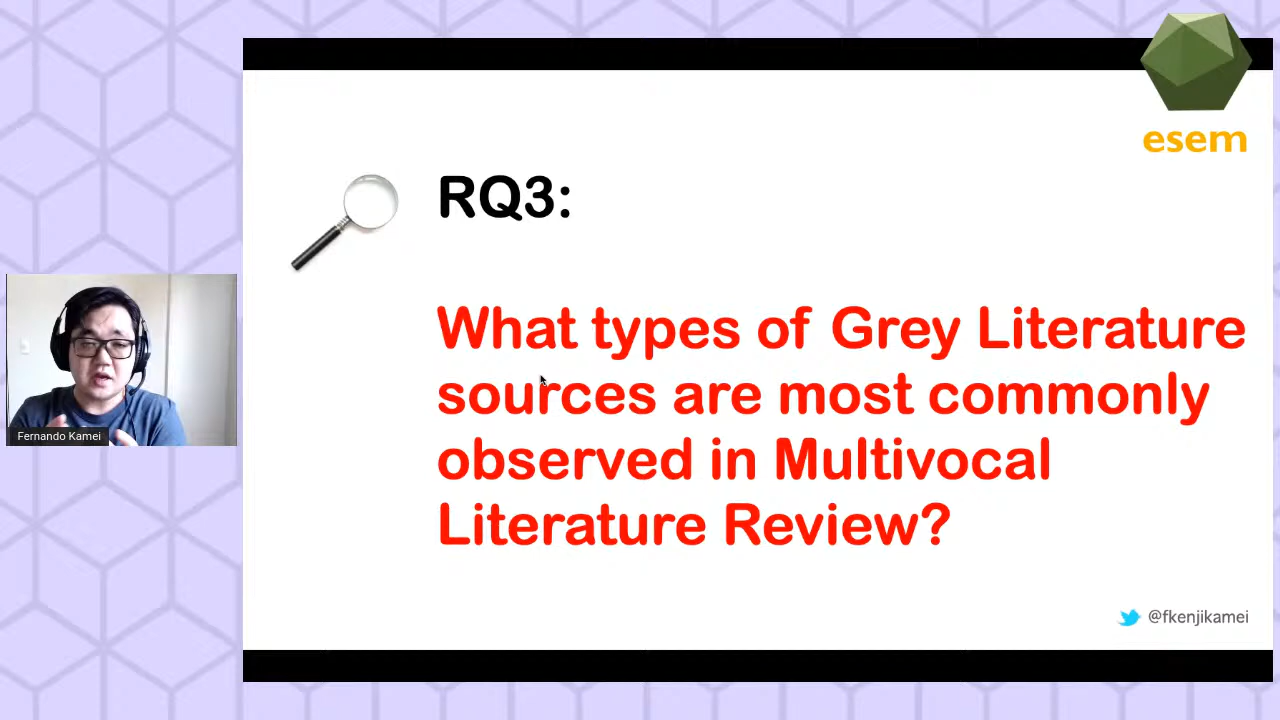 esem
RQ3:
What types of Grey Literature
sources are most commonly
observed in Multivocal
Literature Review?
Fernando Kamei
@fkenjikamei